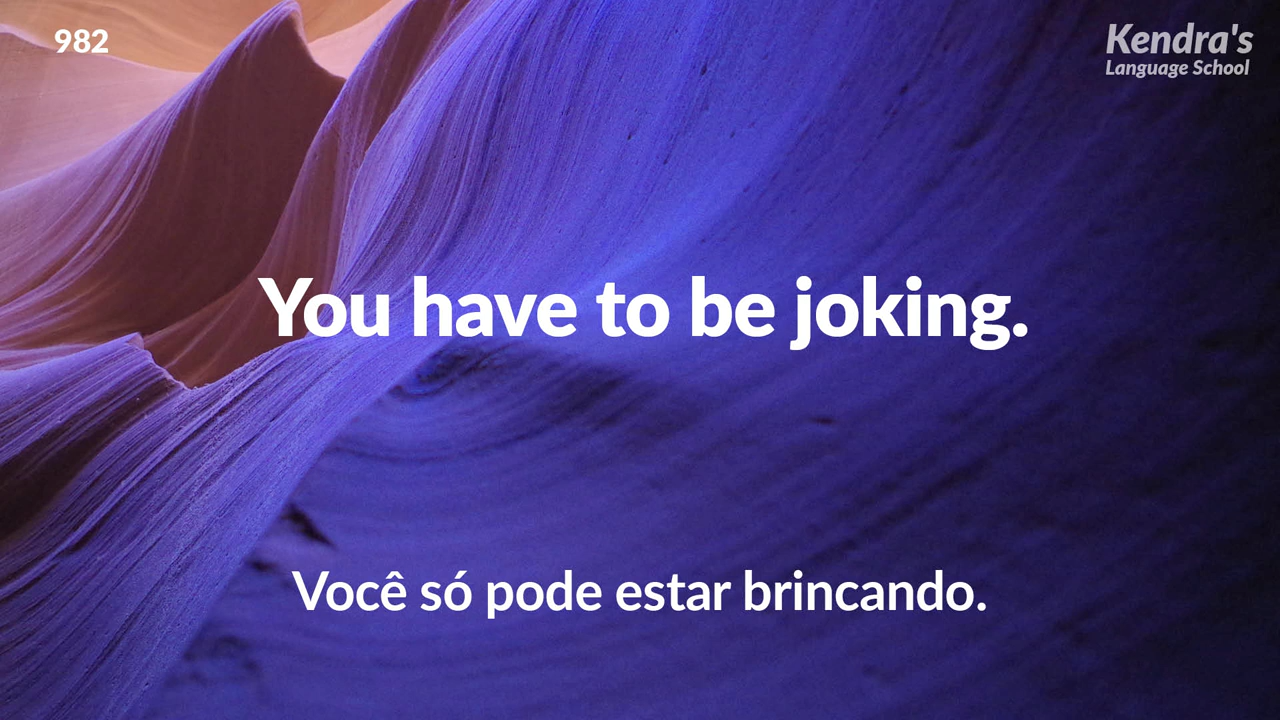 982
Kendra's
Language School
You have to be joking.
Você só pode estar brincando.